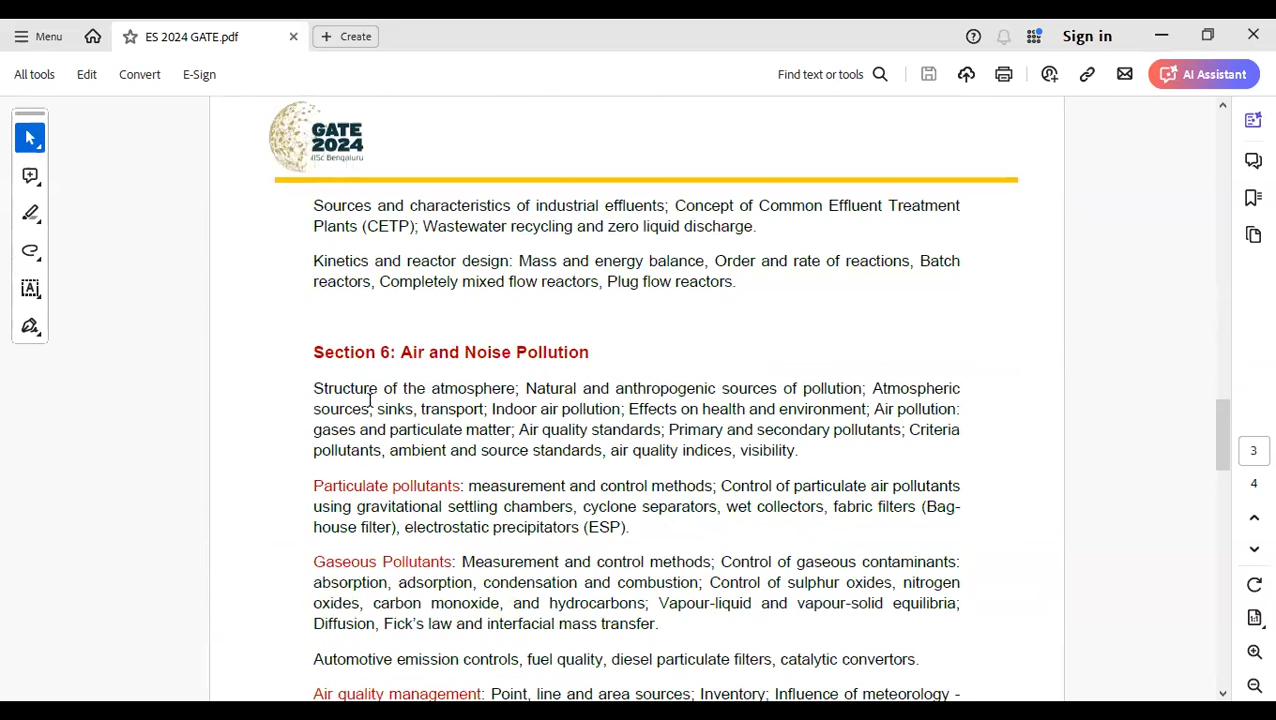 Menu
ES 2024 GATE.pdf
Create
Sign in
All tools
Edit
Convert
E-Sign
Find text or tools
AI Assistant
GATE
2024
IISc Bengaluru
Sources and characteristics of industrial effluents; Concept of Common Effluent Treatment
Plants (CETP); Wastewater recycling and zero liquid discharge.
Kinetics and reactor design: Mass and energy balance, Order and rate of reactions, Batch
reactors, Completely mixed flow reactors, Plug flow reactors.
Section 6: Air and Noise Pollution
Structure of the atmosphere; Natural and anthropogenic sources of pollution; Atmospheric
sources, sinks, transport; Indoor air pollution; Effects on health and environment; Air pollution:
gases and particulate matter; Air quality standards; Primary and secondary pollutants; Criteria
pollutants, ambient and source standards, air quality indices, visibility.
Particulate pollutants: measurement and control methods; Control of particulate air pollutants
using gravitational settling chambers, cyclone separators, wet collectors, fabric filters (Bag-
house filter), electrostatic precipitators (ESP).
Gaseous Pollutants: Measurement and control methods; Control of gaseous contaminants:
absorption, adsorption, condensation and combustion; Control of sulphur oxides, nitrogen
oxides, carbon monoxide, and hydrocarbons; Vapour-liquid and vapour-solid equilibria;
Diffusion, Fick's law and interfacial mass transfer.
Automotive emission controls, fuel quality, diesel particulate filters, catalytic convertors.
Air quality management: Point, line and area sources; Inventory; Influence of meteorology -
3
4